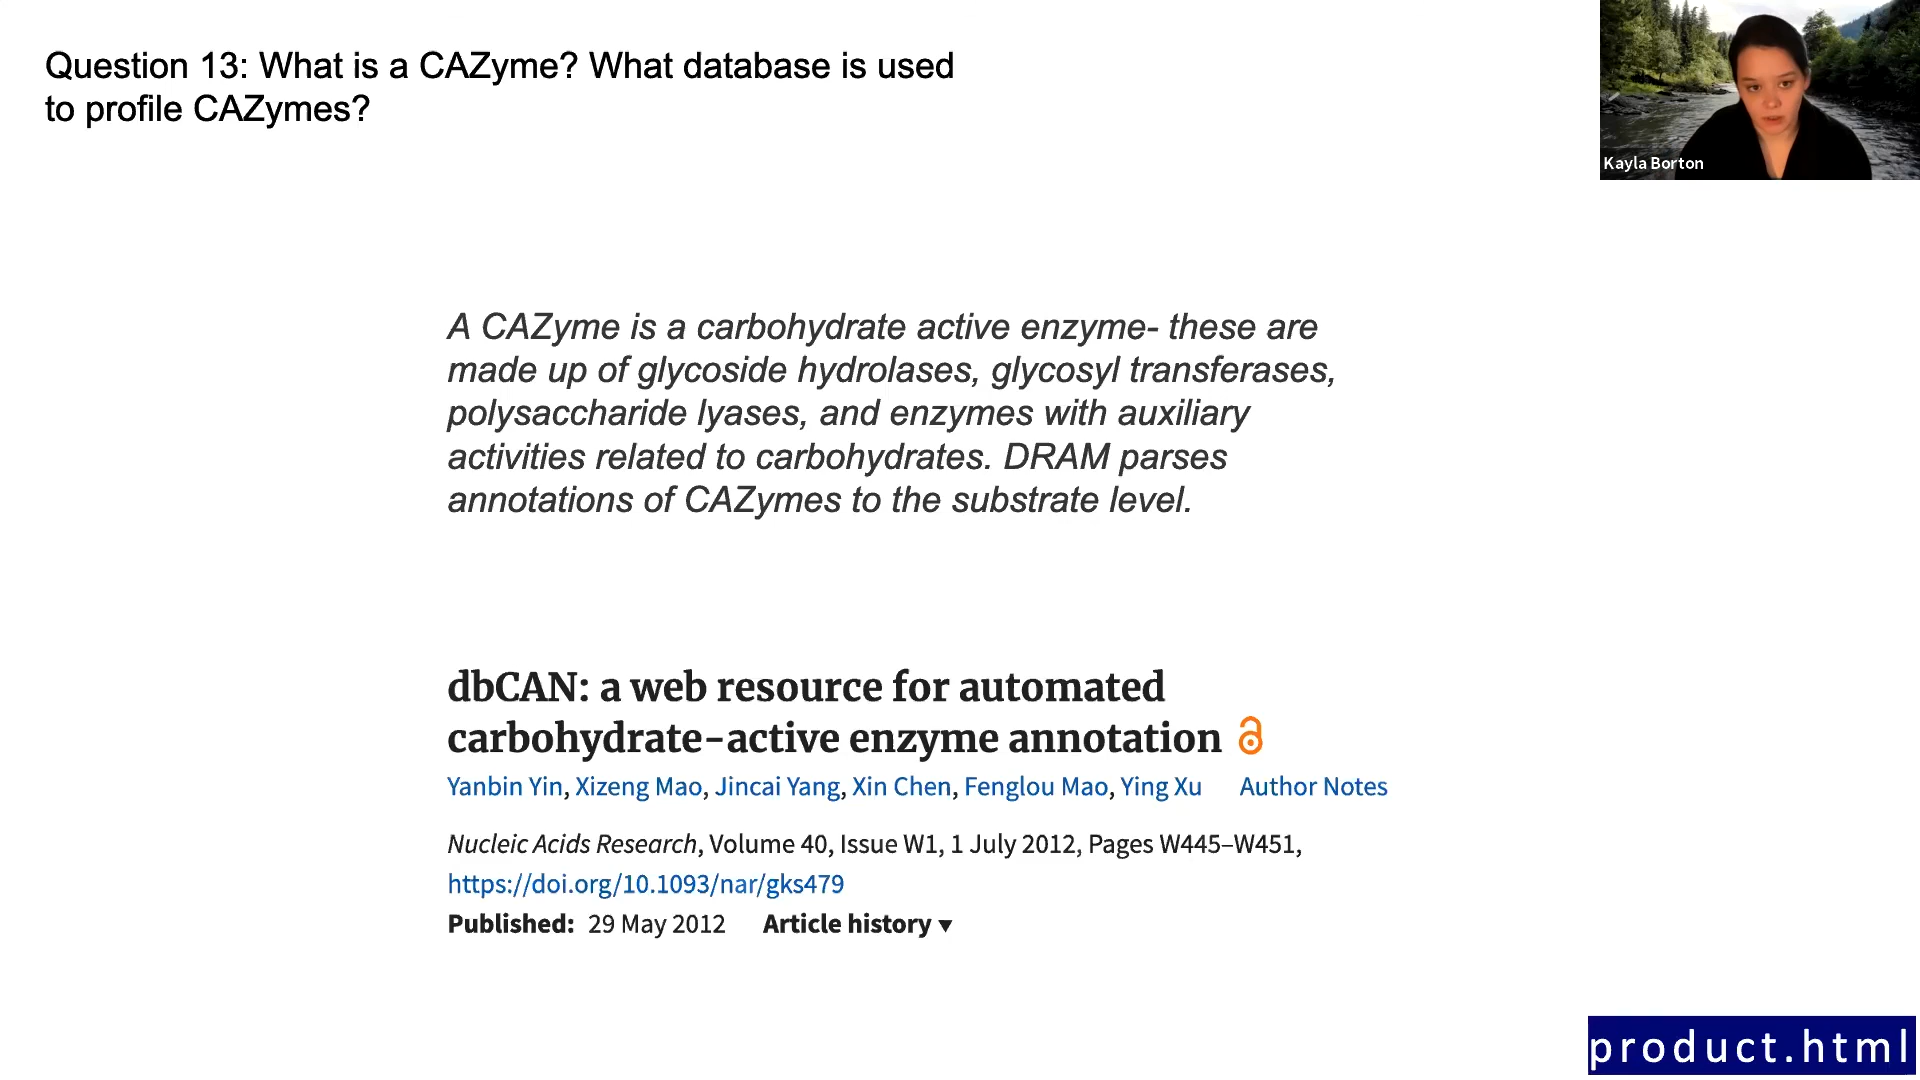 Question 13: What is a CAZyme? What database is used
to profile CAZymes?
Kayla Borton
A CAZyme is a carbohydrate active enzyme- these are
made up of glycoside hydrolases, glycosyl transferases,
polysaccharide lyases, and enzymes with auxiliary
activities related to carbohydrates. DRAM parses
annotations of CAZymes to the substrate level.
dbCAN: a web resource for automated
carbohydrate-active enzyme annotation
Yanbin Yin, Xizeng Mao, Jincai Yang, Xin Chen, Fenglou Mao, Ying Xu Author Notes
Nucleic Acids Research, Volume 40, Issue W1, 1 July 2012, Pages W445–W451,
https://doi.org/10.1093/nar/gks479
Published: 29 May 2012 Article history ▼
product.html